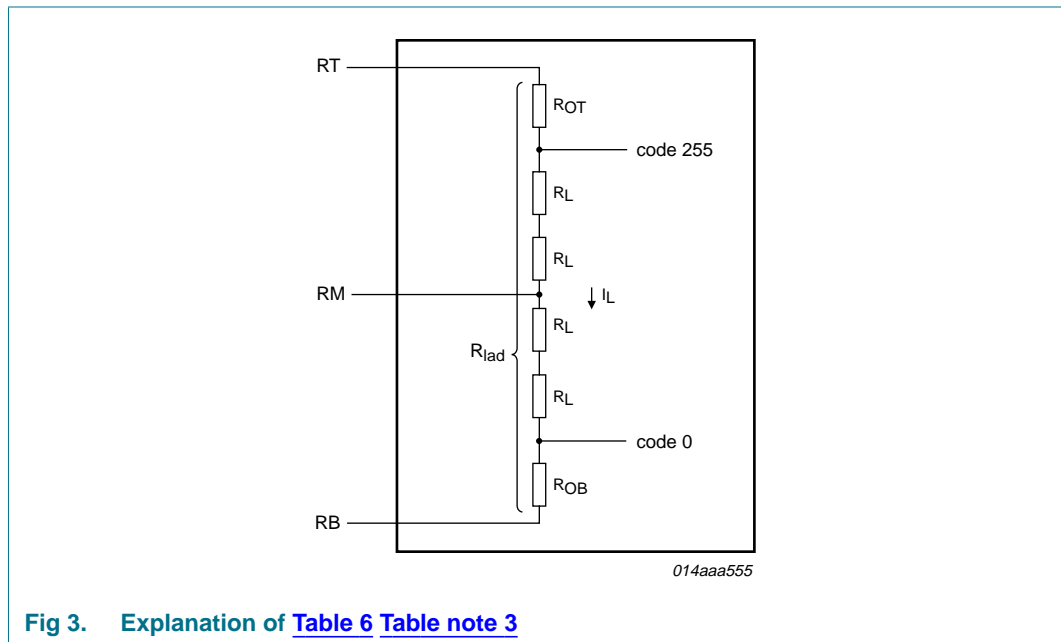 RT
ROT
code 255
RL
RL
RM
IL
RL
Rlad
RL
code 0
ROB
RB
014aaa555
Fig 3. Explanation of Table 6 Table note 3